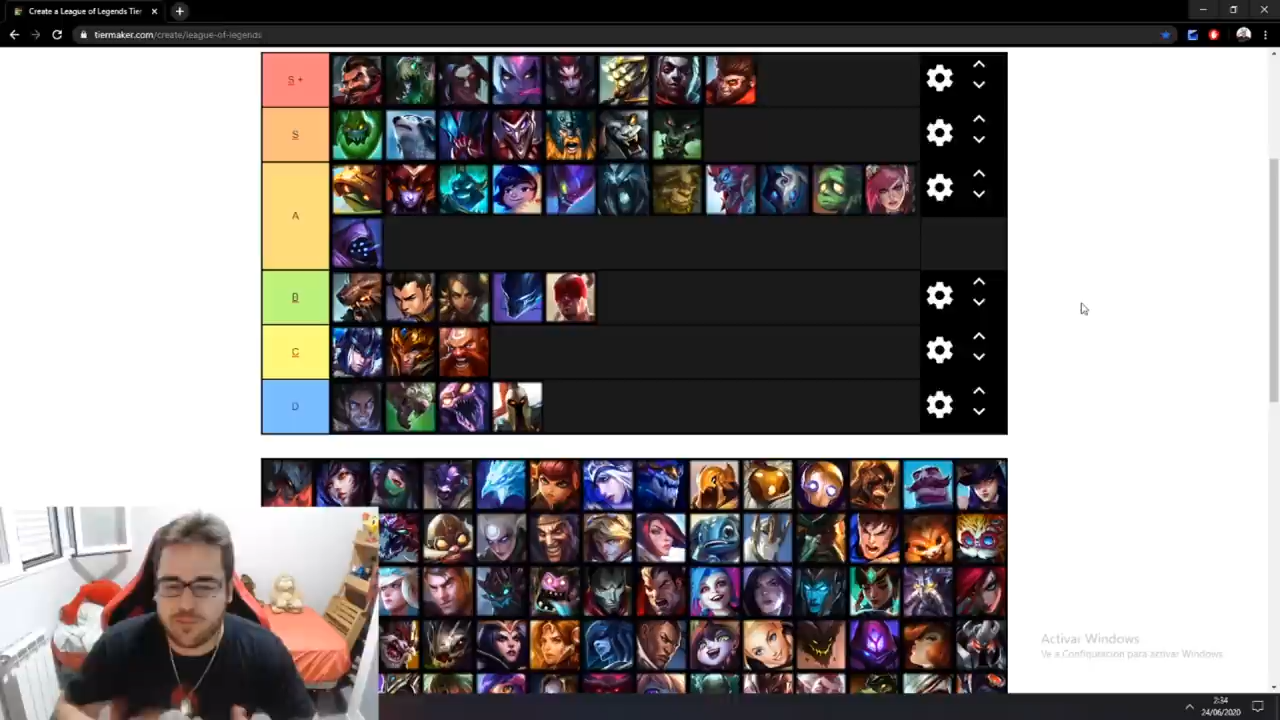 Create a League of Legends Tier
tiermaker.com/create/league-of-legends
S +
S
A
B
C
D
Activar Windows
Ve a Configuración para activar Windows.
2:34
24/06/2020